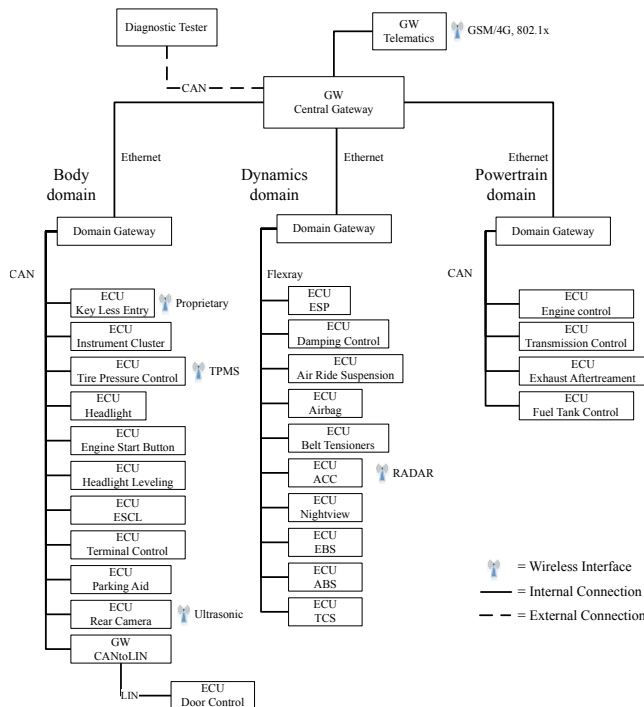 Diagnostic Tester
GW
Telematics
GSM/4G, 802.1x
CAN
GW
Central Gateway
Ethernet
Ethernet
Ethernet
Body
domain
Dynamics
domain
Powertrain
domain
Domain Gateway
Domain Gateway
Domain Gateway
CAN
ECU
Key Less Entry
Proprietary
ECU
Instrument Cluster
ECU
Tire Pressure Control
TPMS
ECU
Headlight
ECU
Engine Start Button
ECU
Headlight Leveling
ECU
ESCL
ECU
Terminal Control
ECU
Parking Aid
ECU
Rear Camera
Ultrasonic
GW
CANtoLIN
LIN
ECU
Door Control
Flexray
ECU
ESP
ECU
Damping Control
ECU
Air Ride Suspension
ECU
Airbag
ECU
Belt Tensioners
ECU
ACC
RADAR
ECU
Nightview
ECU
EBS
ECU
ABS
ECU
TCS
CAN
ECU
Engine control
ECU
Transmission Control
ECU
Exhaust Aftertreament
ECU
Fuel Tank Control
= Wireless Interface
= Internal Connection
= External Connection